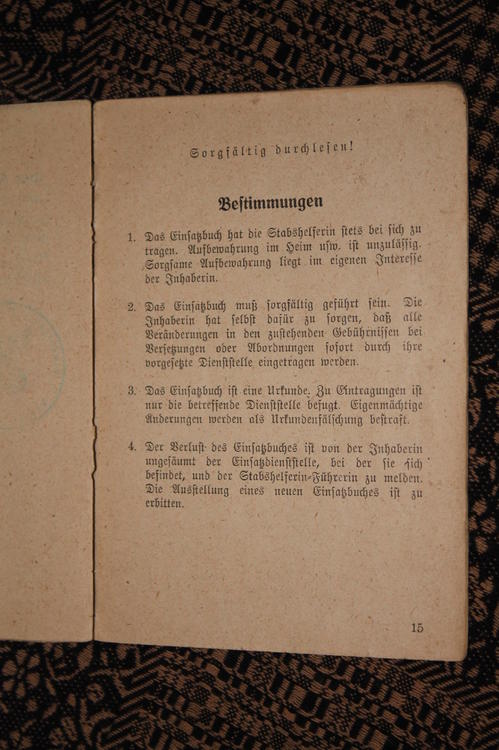 Sorgfältig durchlesen!
Bestimmungen
1. Das Einsatzbuch hat die Stabshelferin stets bei sich zu
tragen. Aufbewahrung im Heim usw. ist unzulässig.
Sorgsame Aufbewahrung liegt im eigenen Interesse
der Inhaberin.
2. Das Einsatzbuch muß sorgfältig geführt sein. Die
Inhaberin hat selbst dafür zu sorgen, daß alle
Veränderungen in den zustehenden Gebührnissen bei
Versetzungen oder Abordnungen sofort durch ihre
vorgesetzte Dienststelle eingetragen werden.
3. Das Einsatzbuch ist eine Urkunde. Zu Eintragungen ist
nur die betreffende Dienststelle befugt. Eigenmächtige
Änderungen werden als Urkundenfälschung bestraft.
4. Der Verlust des Einsatzbuches ist von der Inhaberin
ungesäumt der Einsatzdienststelle, bei der sie sich
befindet, und der Stabshelferin-Führerin zu melden.
Die Ausstellung eines neuen Einsatzbuches ist zu
erbitten.
15